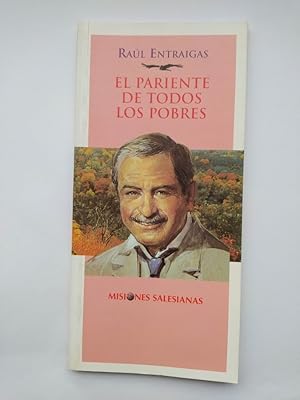 RAÚL ENTRAIGAS
EL PARIENTE
DE TODOS
LOS POBRES
MISIONES SALESIANAS